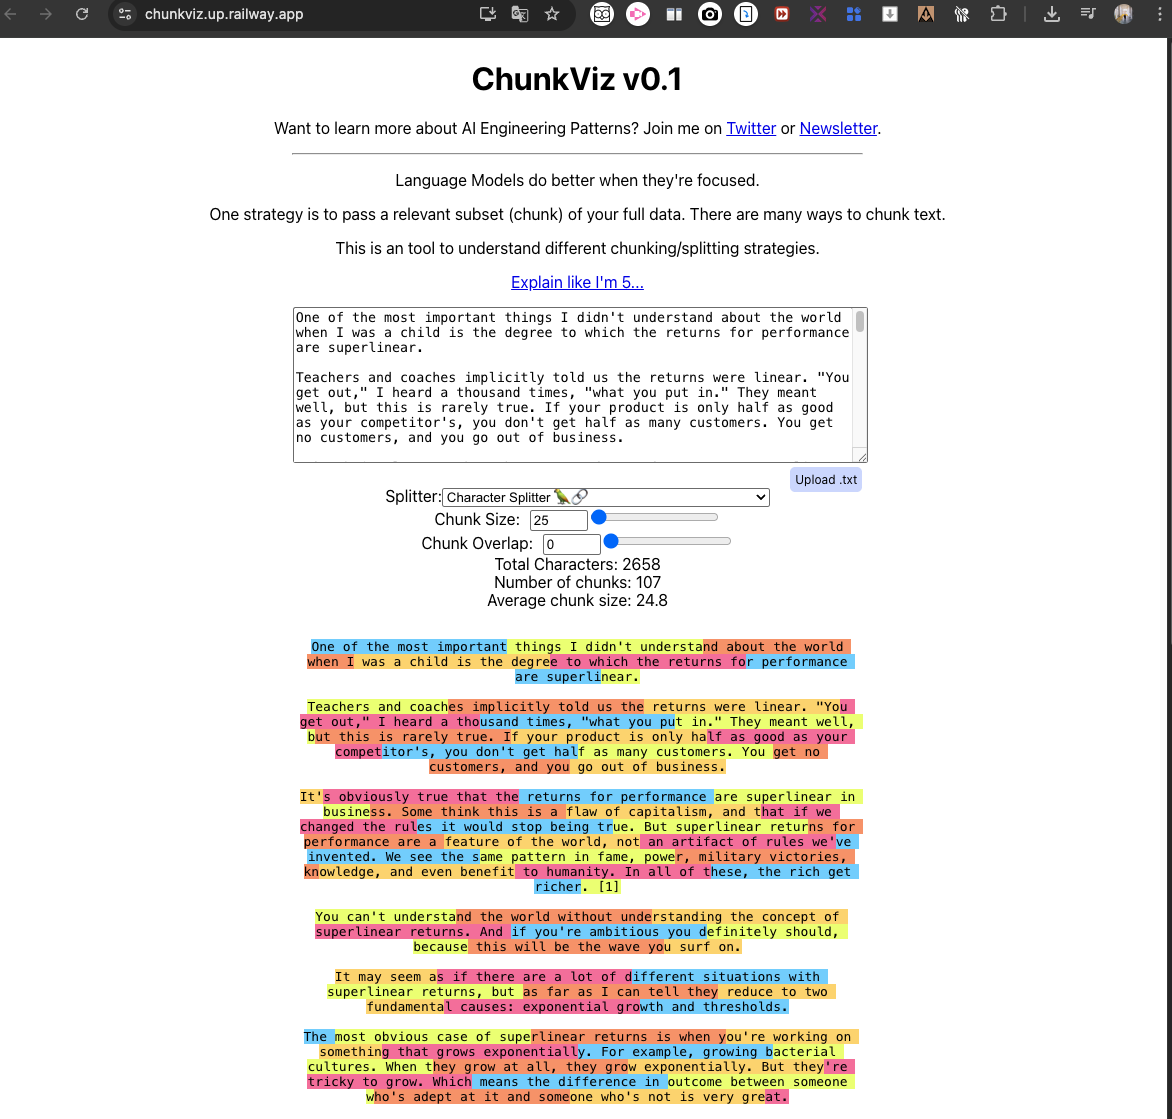 chunkviz.up.railway.app
ChunkViz v0.1
Want to learn more about AI Engineering Patterns? Join me on Twitter or Newsletter.
Language Models do better when they're focused.
One strategy is to pass a relevant subset (chunk) of your full data. There are many ways to chunk text.
This is an tool to understand different chunking/splitting strategies.
Explain like I'm 5...
One of the most important things I didn't understand about the world
when I was a child is the degree to which the returns for performance
are superlinear.
Teachers and coaches implicitly told us the returns were linear. "You
get out," I heard a thousand times, "what you put in." They meant
well, but this is rarely true. If your product is only half as good
as your competitor's, you don't get half as many customers. You get
no customers, and you go out of business.
Upload .txt
Splitter: Character Splitter 🦜🔗
Chunk Size: 25
Chunk Overlap: 0
Total Characters: 2658
Number of chunks: 107
Average chunk size: 24.8
One of the most important things I didn't understand about the world
when I was a child is the degree to which the returns for performance
are superlinear.
Teachers and coaches implicitly told us the returns were linear. "You
get out," I heard a thousand times, "what you put in." They meant well,
but this is rarely true. If your product is only half as good as your
competitor's, you don't get half as many customers. You get no
customers, and you go out of business.
It's obviously true that the returns for performance are superlinear in
business. Some think this is a flaw of capitalism, and that if we
changed the rules it would stop being true. But superlinear returns for
performance are a feature of the world, not an artifact of rules we've
invented. We see the same pattern in fame, power, military victories,
knowledge, and even benefit to humanity. In all of these, the rich get
richer. [1]
You can't understand the world without understanding the concept of
superlinear returns. And if you're ambitious you definitely should,
because this will be the wave you surf on.
It may seem as if there are a lot of different situations with
superlinear returns, but as far as I can tell they reduce to two
fundamental causes: exponential growth and thresholds.
The most obvious case of superlinear returns is when you're working on
something that grows exponentially. For example, growing bacterial
cultures. When they grow at all, they grow exponentially. But they're
tricky to grow. Which means the difference in outcome between someone
who's adept at it and someone who's not is very great.